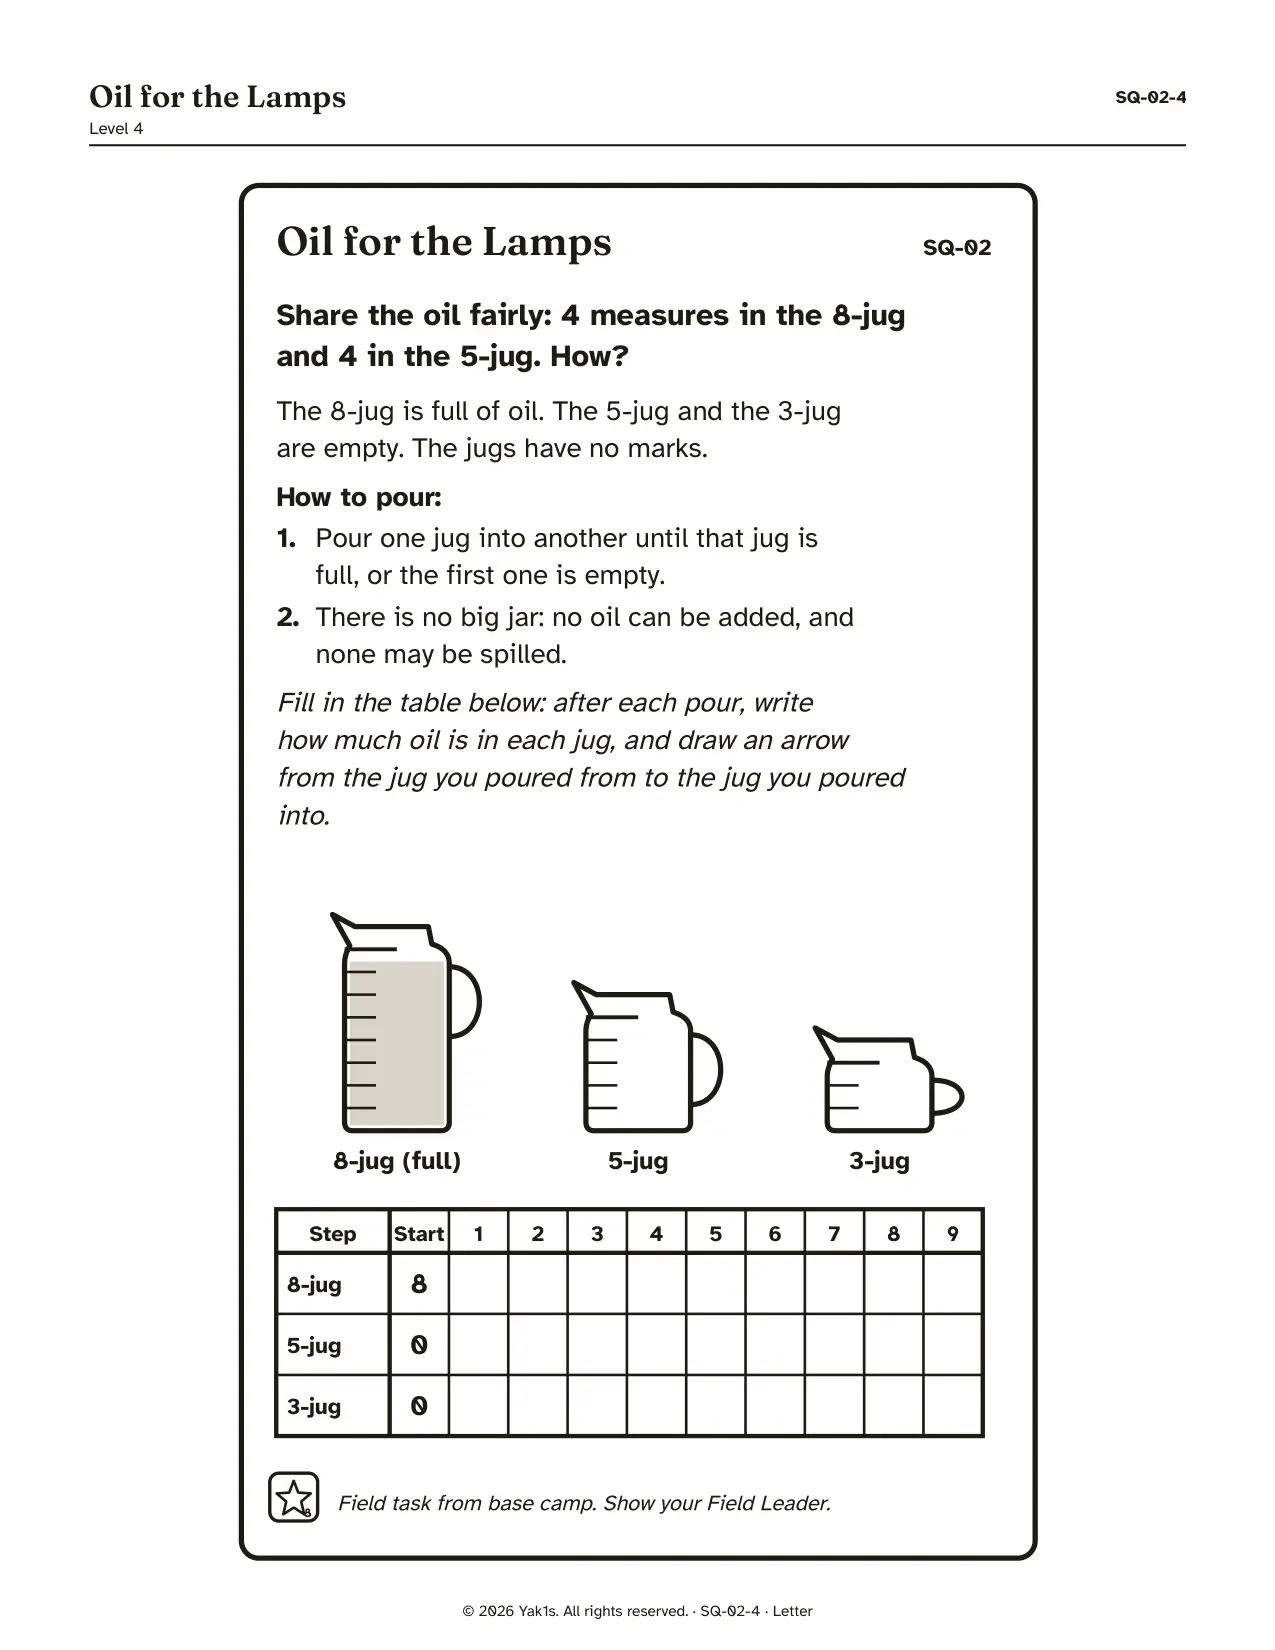 Oil for the Lamps
SQ-02-4
Level 4
Oil for the Lamps
SQ-02
Share the oil fairly: 4 measures in the 8-jug
and 4 in the 5-jug. How?
The 8-jug is full of oil. The 5-jug and the 3-jug
are empty. The jugs have no marks.
How to pour:
1. Pour one jug into another until that jug is
full, or the first one is empty.
2. There is no big jar: no oil can be added, and
none may be spilled.
Fill in the table below: after each pour, write
how much oil is in each jug, and draw an arrow
from the jug you poured from to the jug you poured
into.
8-jug (full) 5-jug 3-jug
Step Start 1 2 3 4 5 6 7 8 9
8-jug 8
5-jug 0
3-jug 0
8
Field task from base camp. Show your Field Leader.
© 2026 Yak1s. All rights reserved. · SQ-02-4 · Letter